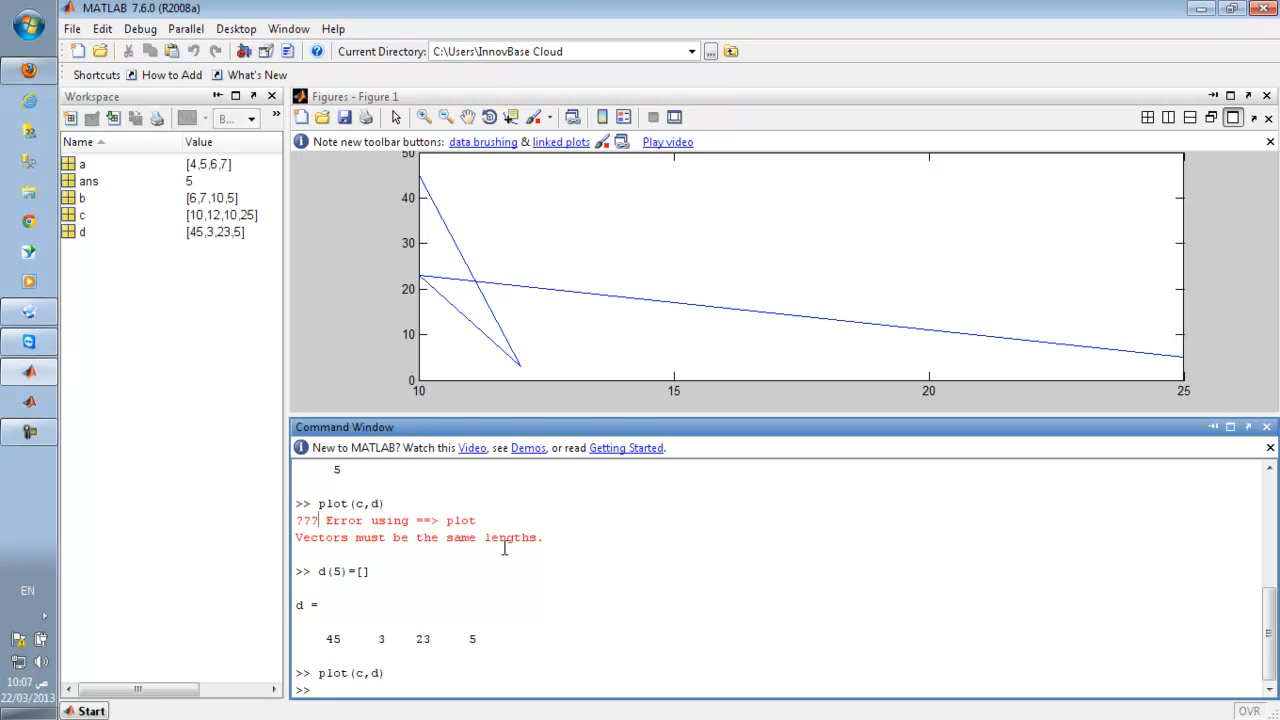 MATLAB 7.6.0 (R2008a)
File Edit Debug Parallel Desktop Window Help
Current Directory: C:\Users\InnovBase Cloud
Shortcuts How to Add What's New
Workspace
B...
Name Value
a [4,5,6,7]
ans 5
b [6,7,10,5]
c [10,12,10,25]
d [45,3,23,5]
Figures - Figure 1
Note new toolbar buttons: data brushing & linked plots Play video
50
40
30
20
10
0
10 15 20 25
Command Window
New to MATLAB? Watch this Video, see Demos, or read Getting Started.
5
>> plot(c,d)
??? Error using ==> plot
Vectors must be the same lengths.
>> d(5)=[]
d =
45 3 23 5
>> plot(c,d)
>>
EN
10:07 ص
22/03/2013
Start
OVR